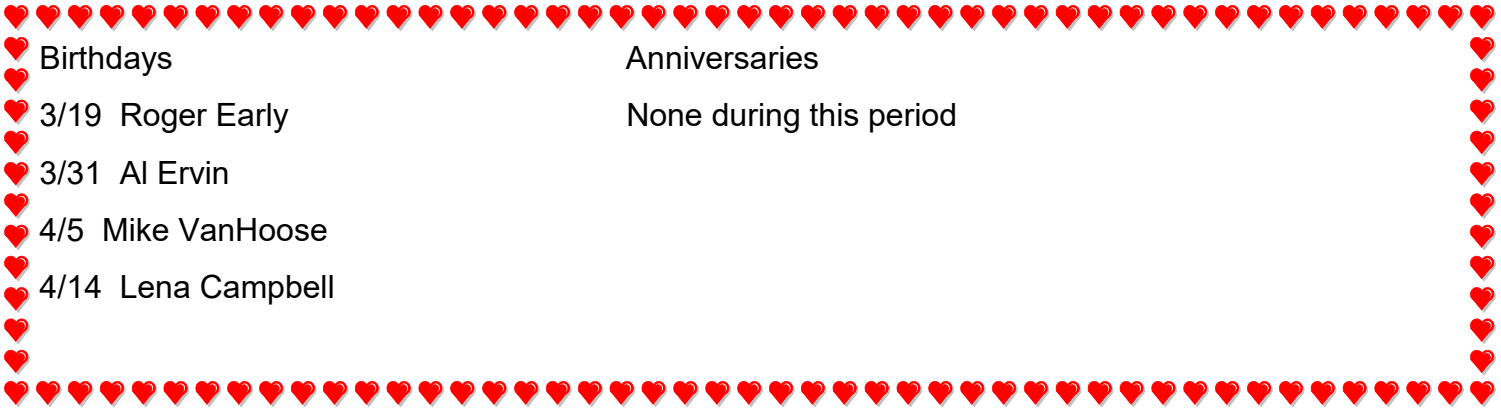 Birthdays
3/19  Roger Early
3/31  Al Ervin
4/5  Mike VanHoose
4/14  Lena Campbell
Anniversaries
None during this period